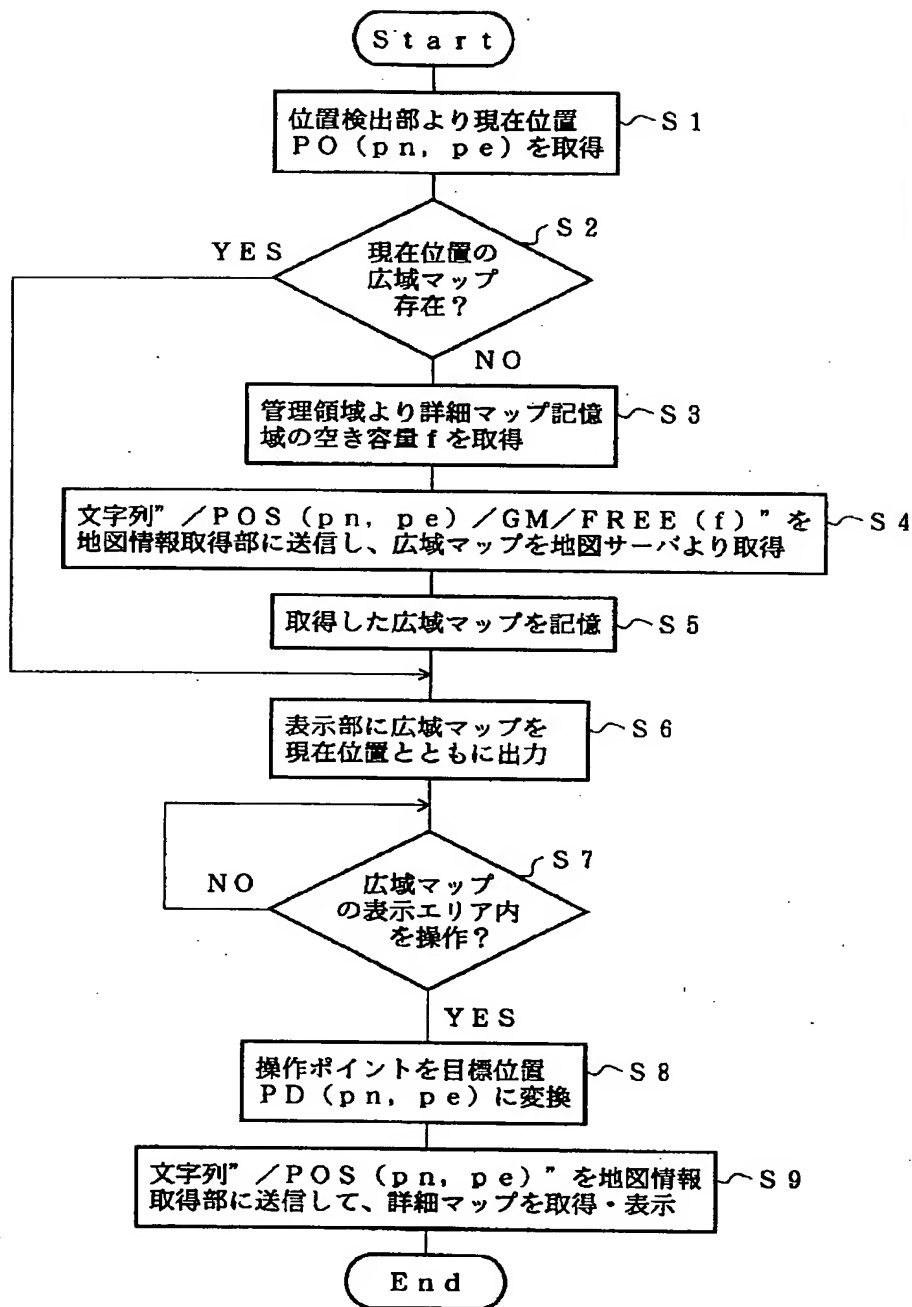 Start
位置検出部より現在位置
PO(pn, pe)を取得
S1
S2
YES
現在位置の
広域マップ
存在?
NO
管理領域より詳細マップ記憶
域の空き容量fを取得
S3
文字列"/POS(pn, pe)/GM/FREE(f)"を
地図情報取得部に送信し、広域マップを地図サーバより取得
S4
取得した広域マップを記憶
S5
表示部に広域マップを
現在位置とともに出力
S6
S7
NO
広域マップ
の表示エリア内
を操作?
YES
操作ポイントを目標位置
PD(pn, pe)に変換
S8
文字列"/POS(pn, pe)"を地図情報
取得部に送信して、詳細マップを取得・表示
S9
End